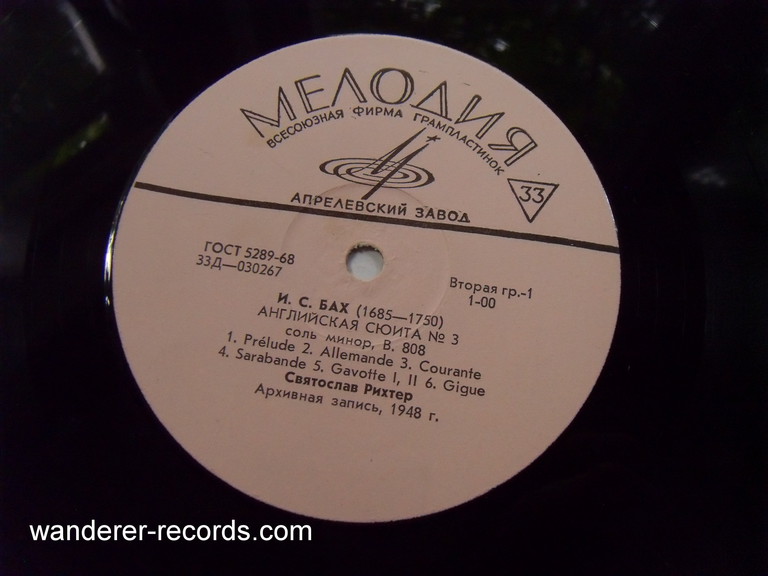 МЕЛОДИЯ
ВСЕСОЮЗНАЯ ФИРМА ГРАМПЛАСТИНОК
33
АПРЕЛЕВСКИЙ ЗАВОД
ГОСТ 5289-68
33Д—030267
Вторая гр.-1
1-00
И. С. БАХ (1685—1750)
АНГЛИЙСКАЯ СЮИТА № 3
соль минор, В. 808
1. Prélude 2. Allemande 3. Courante
4. Sarabande 5. Gavotte I, II 6. Gigue
Святослав Рихтер
Архивная запись, 1948 г.
wanderer-records.com